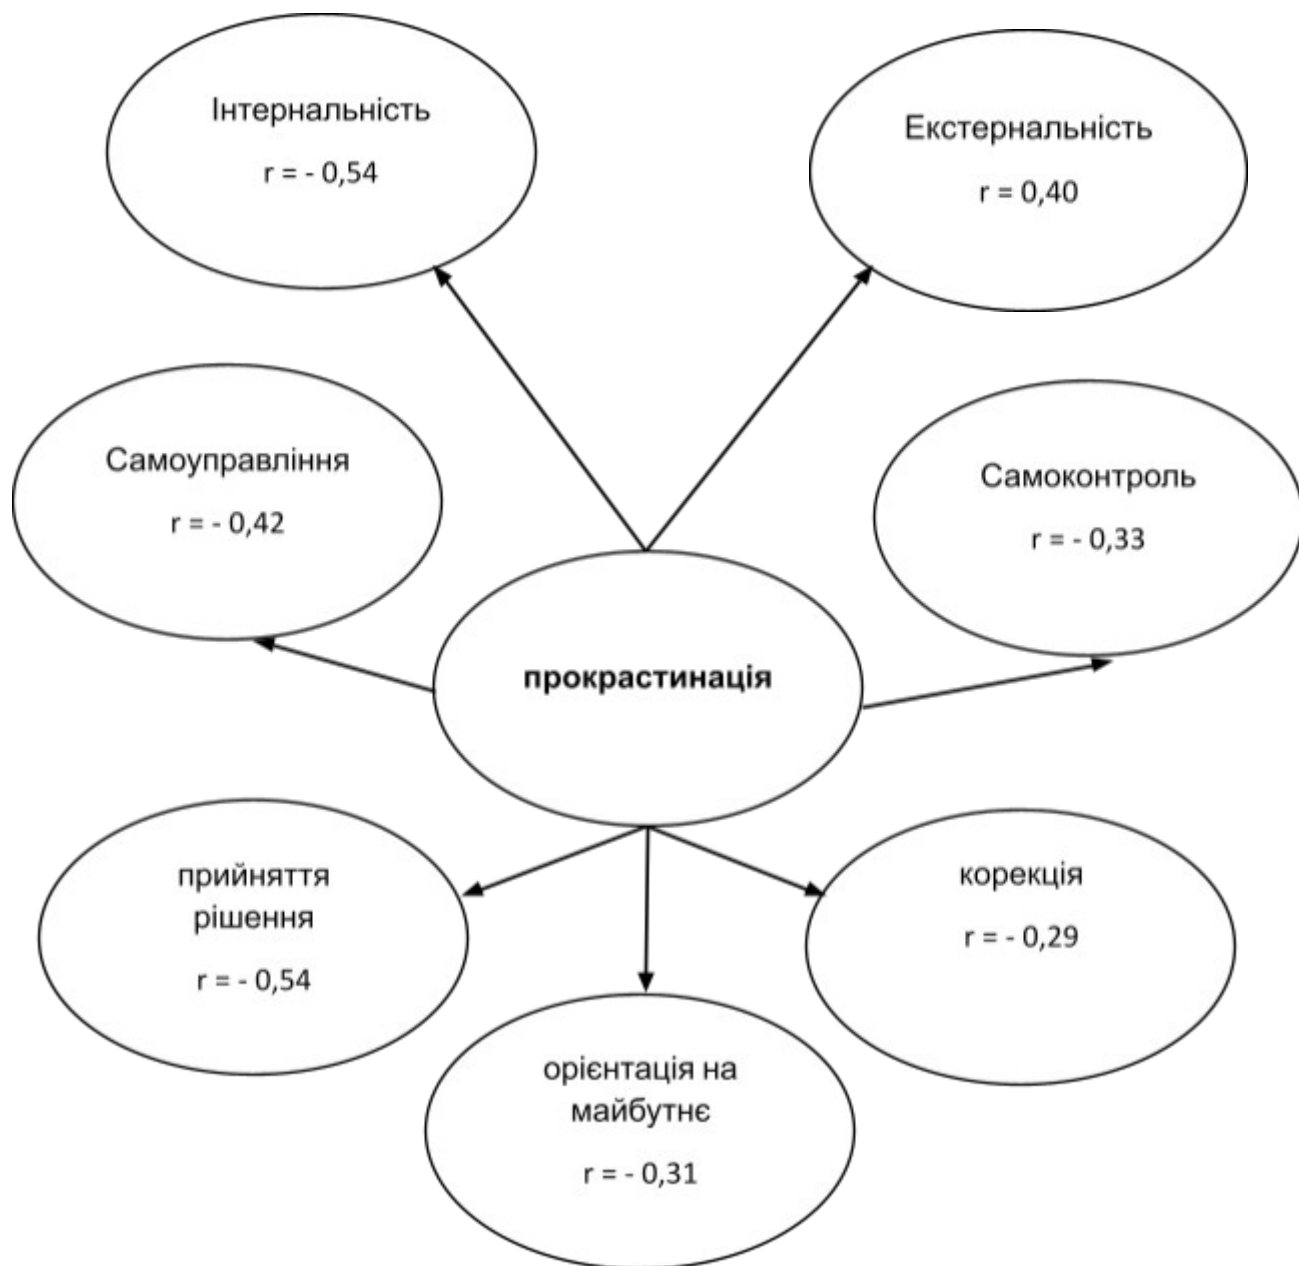 Інтернальність
r = - 0,54
Екстернальність
r = 0,40
Самоуправління
r = - 0,42
Самоконтроль
r = - 0,33
прокрастинація
прийняття
рішення
r = - 0,54
корекція
r = - 0,29
орієнтація на
майбутнє
r = - 0,31